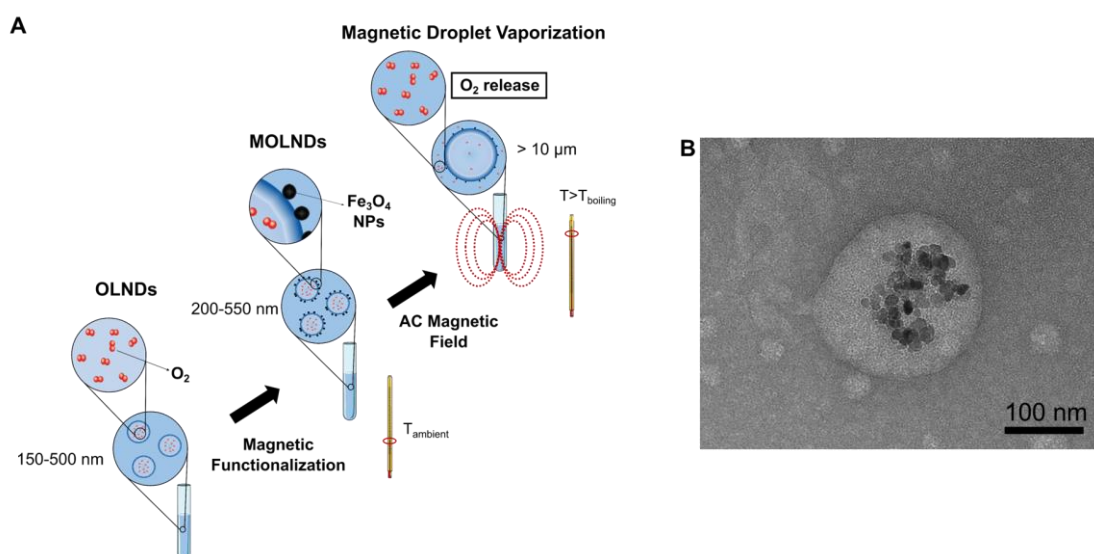 A
Magnetic Droplet Vaporization
O₂ release
> 10 µm
T>Tboiling
MOLNDs
Fe₃O₄
NPs
200-550 nm
AC Magnetic
Field
OLNDs
O₂
150-500 nm
Magnetic
Functionalization
Tambient
B
100 nm